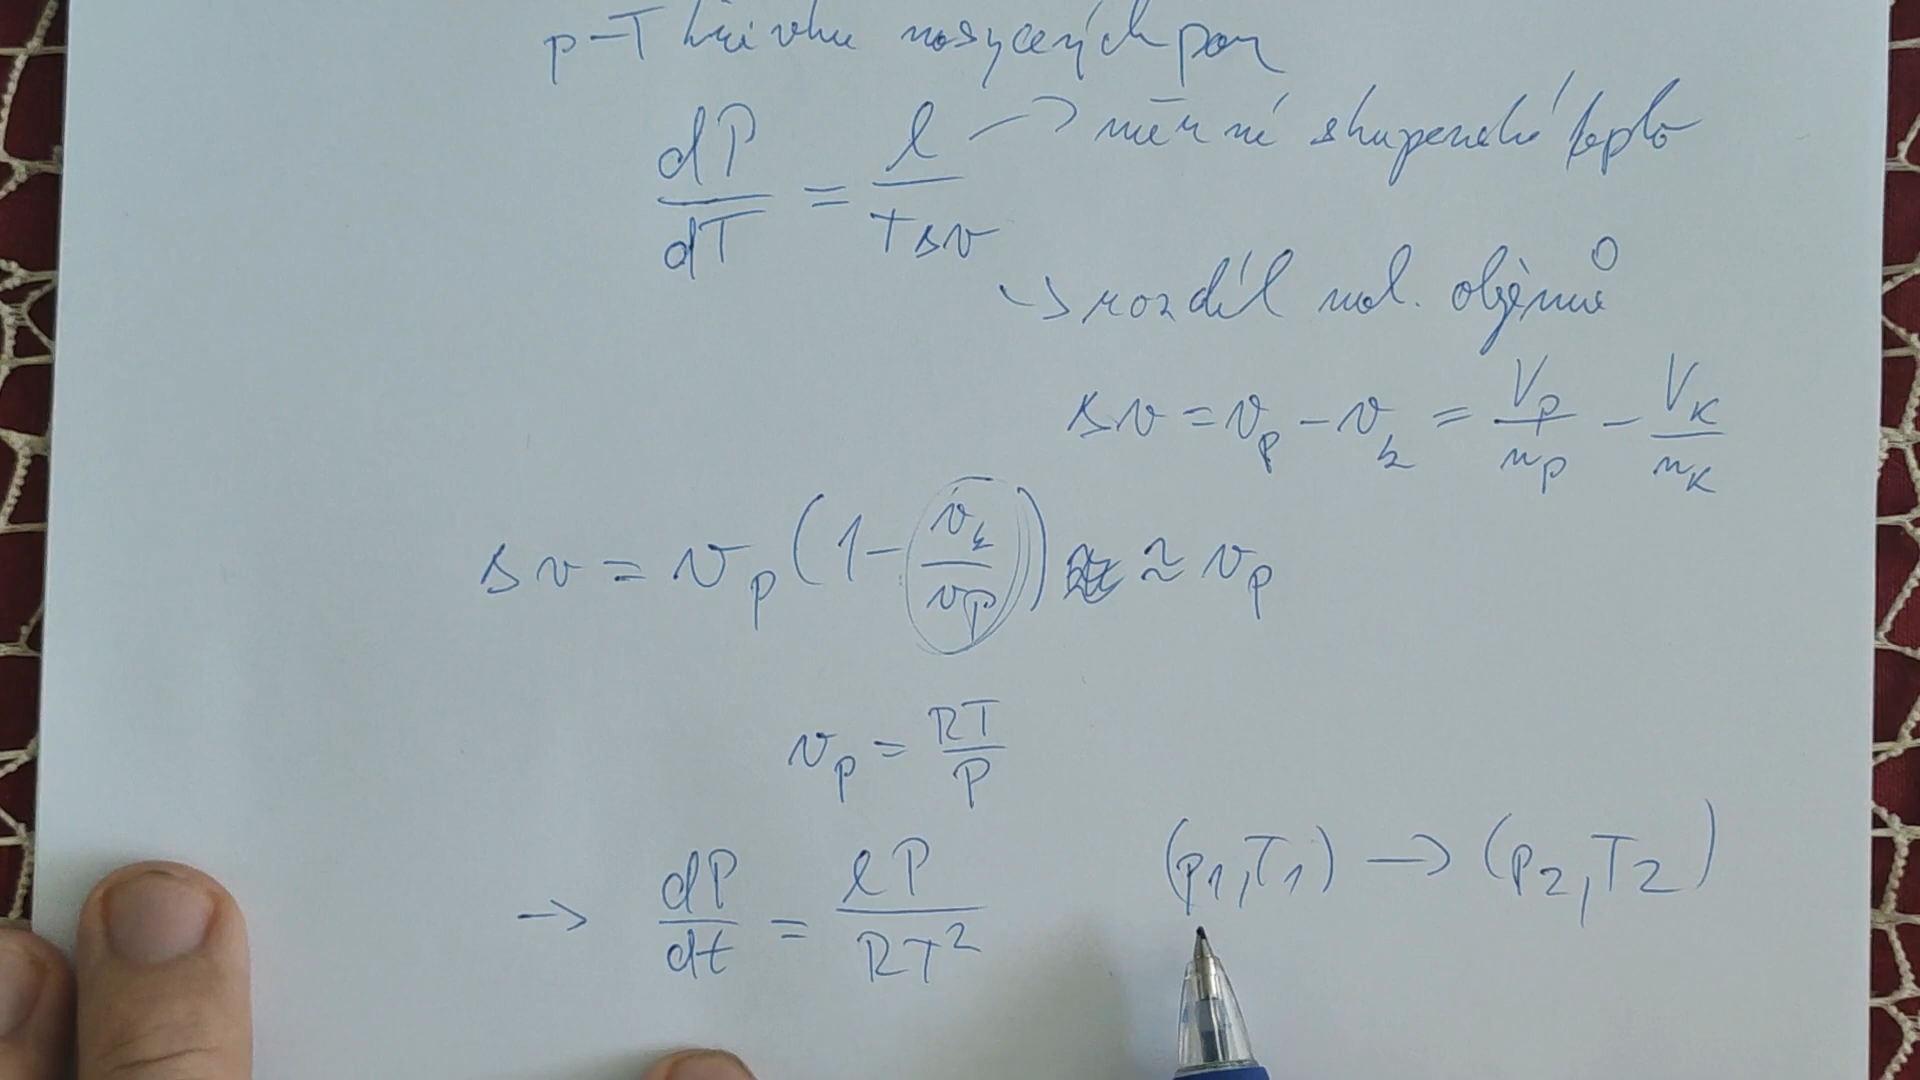 p-T křivku nasycených par
dP/dT = l/TΔv → měrné skupenské teplo
→ rozdíl mol. objemů
Δv = v_p - v_k = V_p/n_p - V_k/n_k
Δv = v_p (1 - v_k/v_p) ≈ v_p
v_p = RT/P
→ dP/dt = lP/RT² (p1,T1) → (p2,T2)